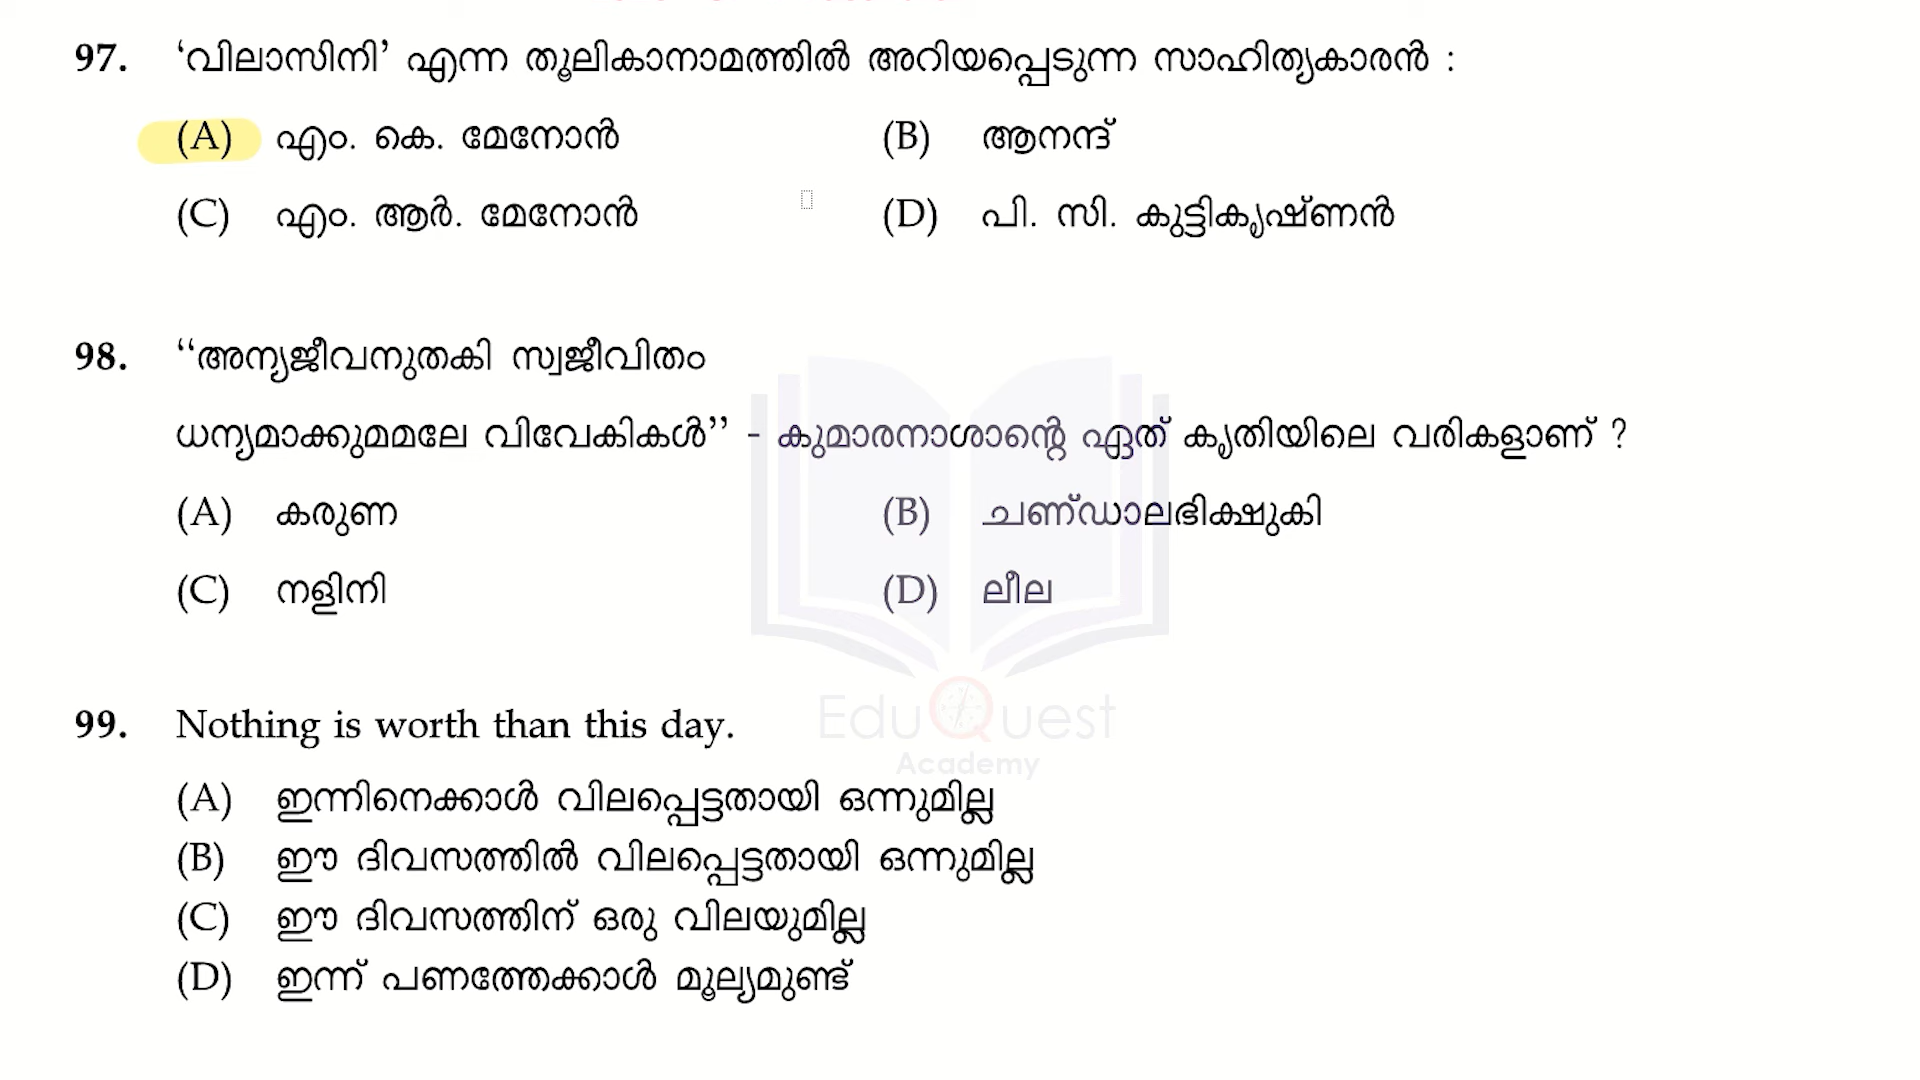 97. ‘വിലാസിനി’ എന്ന തൂലികാനാമത്തിൽ അറിയപ്പെടുന്ന സാഹിത്യകാരൻ :
(A) എം. കെ. മേനോൻ (B) ആനന്ദ്
(C) എം. ആർ. മേനോൻ (D) പി. സി. കുട്ടികൃഷ്ണൻ
98. ‘‘അന്യജീവനുതകി സ്വജീവിതം
ധന്യമാക്കുമമലേ വിവേകികൾ’’ - കുമാരനാശാന്റെ ഏത് കൃതിയിലെ വരികളാണ് ?
(A) കരുണ (B) ചണ്ഡാലഭിക്ഷുകി
(C) നളിനി (D) ലീല
99. Nothing is worth than this day.
EduQuest
Academy
(A) ഇന്നിനെക്കാൾ വിലപ്പെട്ടതായി ഒന്നുമില്ല
(B) ഈ ദിവസത്തിൽ വിലപ്പെട്ടതായി ഒന്നുമില്ല
(C) ഈ ദിവസത്തിന് ഒരു വിലയുമില്ല
(D) ഇന്ന് പണത്തേക്കാൾ മൂല്യമുണ്ട്